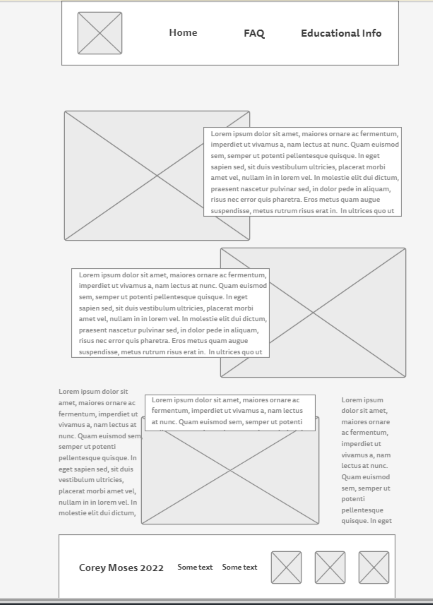 Home FAQ Educational Info
Lorem ipsum dolor sit amet, maiores ornare ac fermentum,
imperdiet ut vivamus a, nam lectus at nunc. Quam euismod
sem, semper ut potenti pellentesque quisque. In eget
sapien sed, sit duis vestibulum ultricies, placerat morbi
amet vel, nullam in in lorem vel. In molestie elit dui dictum,
praesent nascetur pulvinar sed, in dolor pede in aliquam,
risus nec error quis pharetra. Eros metus quam augue
suspendisse, metus rutrum risus erat in. In ultrices quo ut
Lorem ipsum dolor sit amet, maiores ornare ac fermentum,
imperdiet ut vivamus a, nam lectus at nunc. Quam euismod
sem, semper ut potenti pellentesque quisque. In eget
sapien sed, sit duis vestibulum ultricies, placerat morbi
amet vel, nullam in in lorem vel. In molestie elit dui dictum,
praesent nascetur pulvinar sed, in dolor pede in aliquam,
risus nec error quis pharetra. Eros metus quam augue
suspendisse, metus rutrum risus erat in. In ultrices quo ut
Lorem ipsum dolor sit
amet, maiores ornare ac
fermentum, imperdiet ut
vivamus a, nam lectus at
nunc. Quam euismod sem,
semper ut potenti
pellentesque quisque. In
eget sapien sed, sit duis
vestibulum ultricies,
placerat morbi amet vel,
nullam in in lorem vel. In
molestie elit dui dictum,
Lorem ipsum dolor sit amet, maiores ornare ac
fermentum, imperdiet ut vivamus a, nam lectus
at nunc. Quam euismod sem, semper ut potenti
Lorem ipsum
dolor sit amet,
maiores ornare
ac fermentum,
imperdiet ut
vivamus a, nam
lectus at nunc.
Quam euismod
sem, semper ut
potenti
pellentesque
quisque. In eget
Corey Moses 2022 Some text Some text